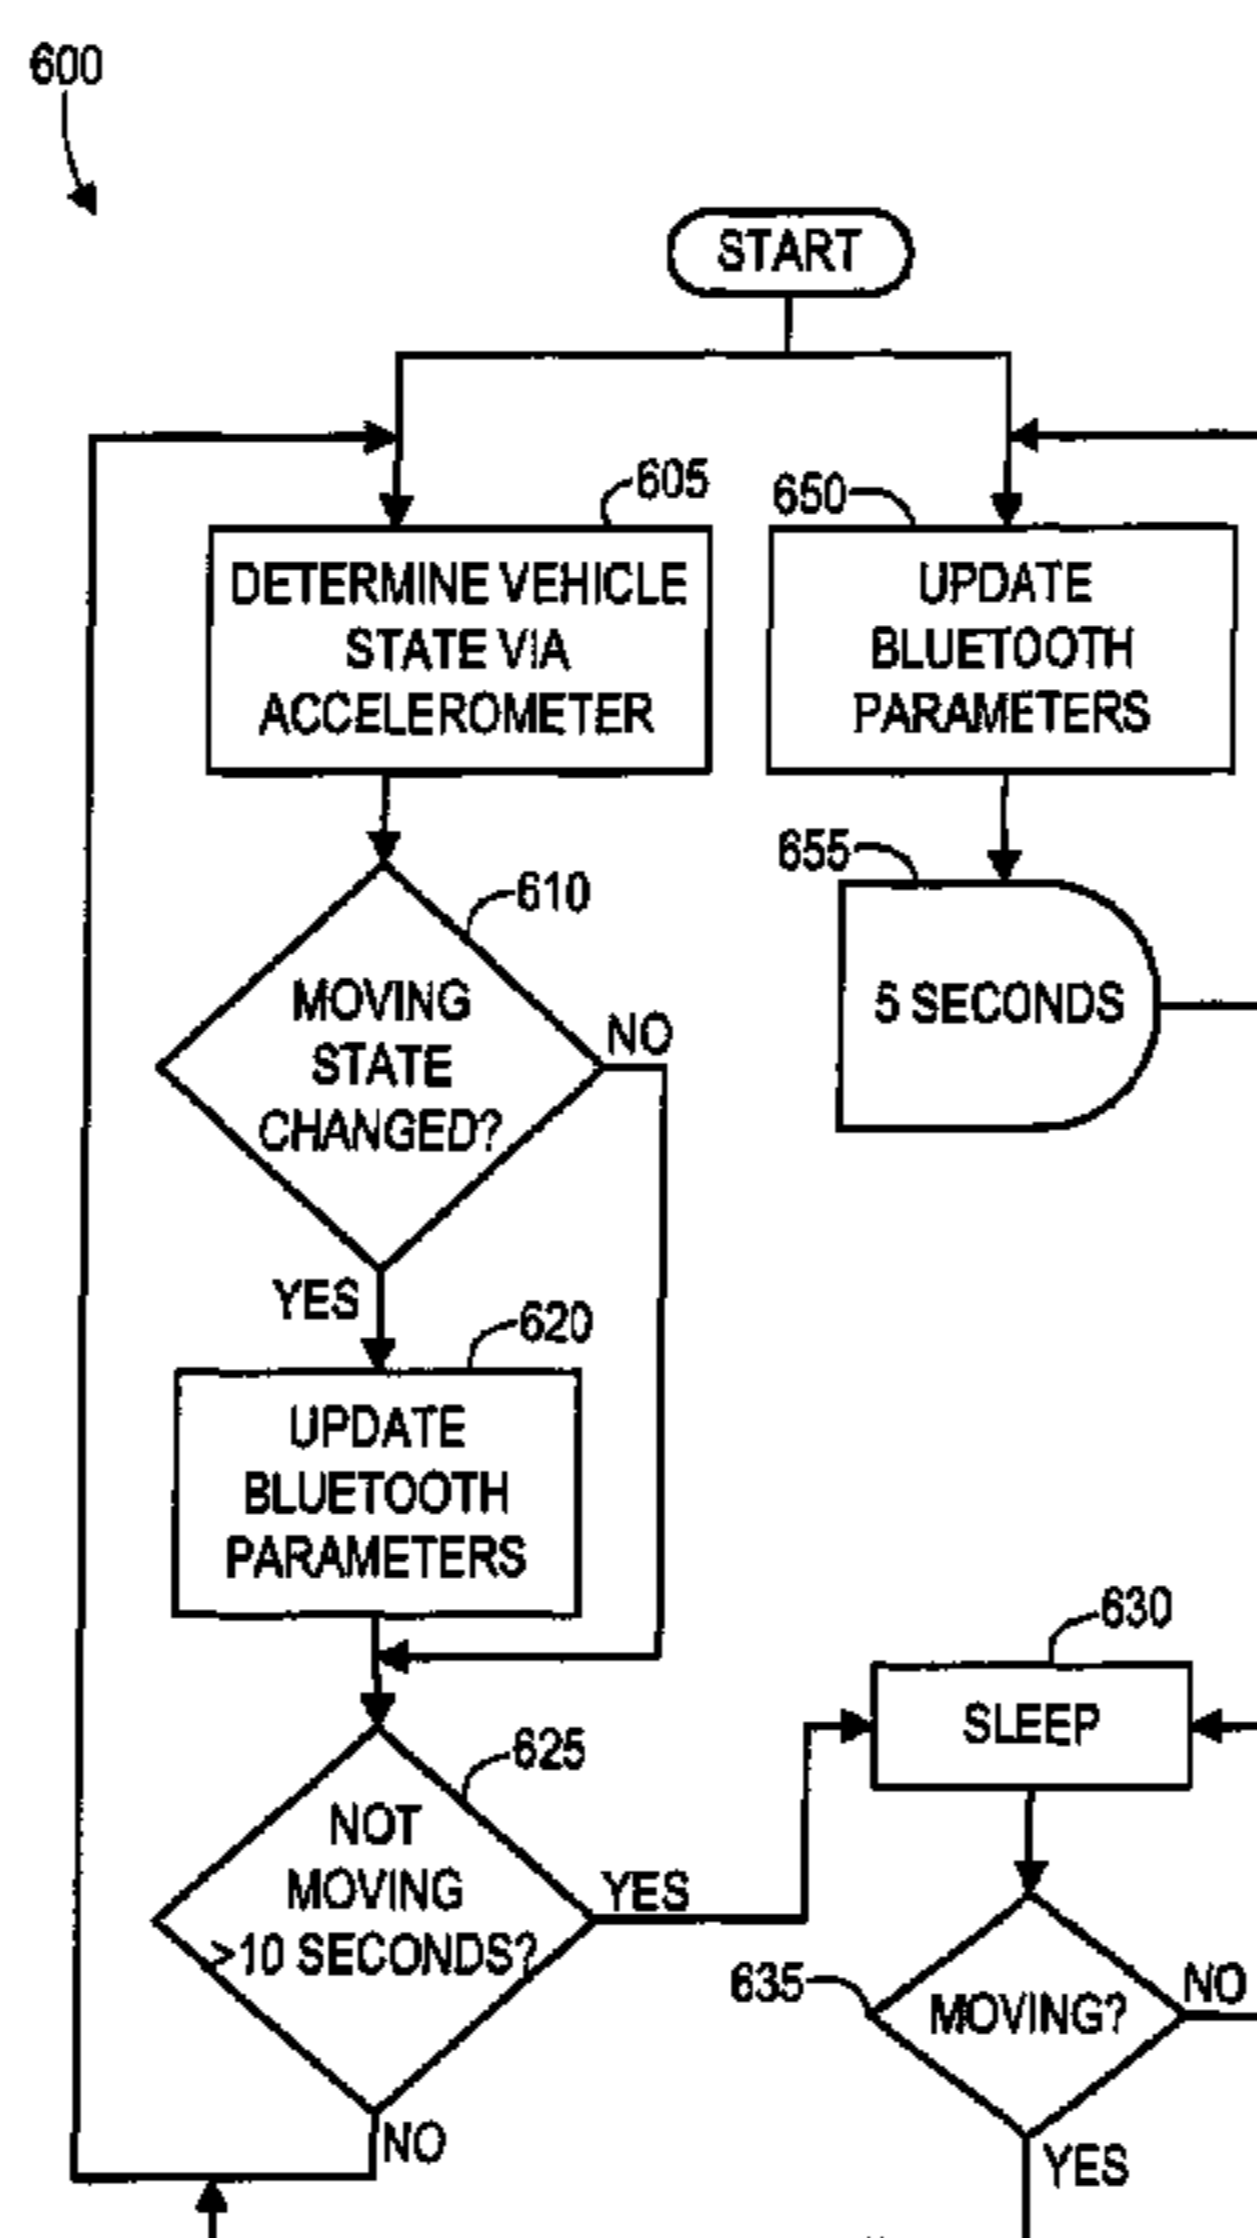 600
START
605
DETERMINE VEHICLE
STATE VIA
ACCELEROMETER
650
UPDATE
BLUETOOTH
PARAMETERS
655
5 SECONDS
610
MOVING
STATE
CHANGED?
NO
YES
620
UPDATE
BLUETOOTH
PARAMETERS
625
NOT
MOVING
>10 SECONDS?
YES
NO
630
SLEEP
635
MOVING?
NO
YES